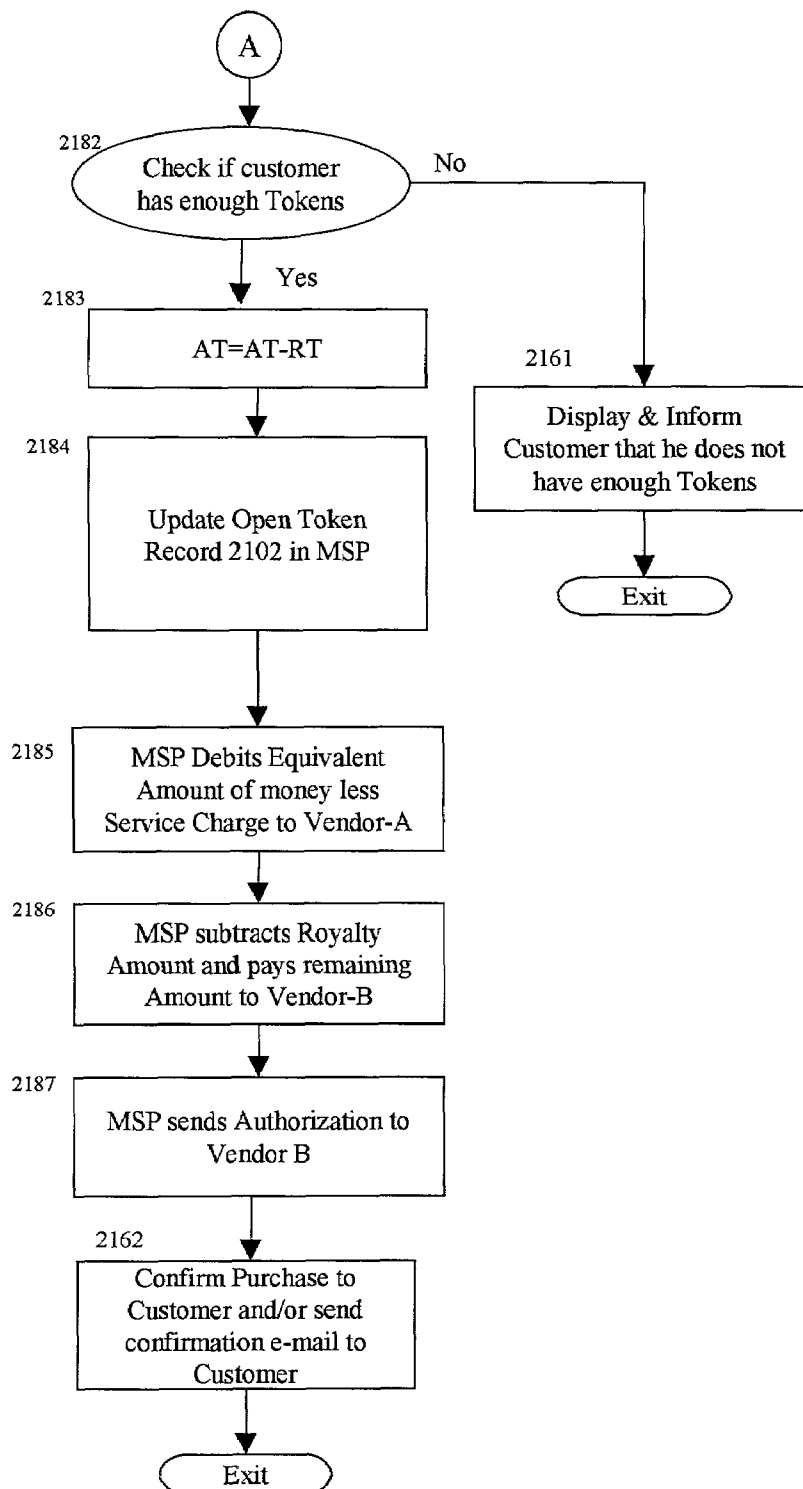 A
2182
Check if customer
has enough Tokens
No
Yes
2183
AT=AT-RT
2161
Display & Inform
Customer that he does not
have enough Tokens
Exit
2184
Update Open Token
Record 2102 in MSP
2185
MSP Debits Equivalent
Amount of money less
Service Charge to Vendor-A
2186
MSP subtracts Royalty
Amount and pays remaining
Amount to Vendor-B
2187
MSP sends Authorization to
Vendor B
2162
Confirm Purchase to
Customer and/or send
confirmation e-mail to
Customer
Exit